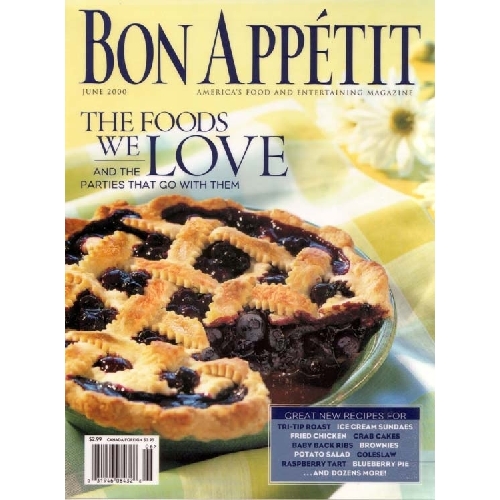 BON APPÉTIT
JUNE 2000
AMERICA'S FOOD AND ENTERTAINING MAGAZINE
THE FOODS
WE LOVE
AND THE
PARTIES THAT GO WITH THEM
GREAT NEW RECIPES FOR
TRI-TIP ROAST ICE CREAM SUNDAES
FRIED CHICKEN CRAB CAKES
BABY BACK RIBS BROWNIES
POTATO SALAD COLESLAW
RASPBERRY TART BLUEBERRY PIE
...AND DOZENS MORE!
$2.99